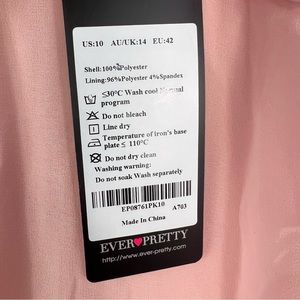 US:10 AU/UK:14 EU:42
Shell:100%Polyester
Lining:96%Polyester 4%Spandex
≤30°C Wash cool Normal
program
Do not bleach
Line dry
Temperature of iron's base
plate ≤ 110°C
Do not dry clean
Washing warning:
Do not soak Wash separately
EP08761PK10 A703
Made In China
EVER PRETTY
http://www.ever-pretty.com